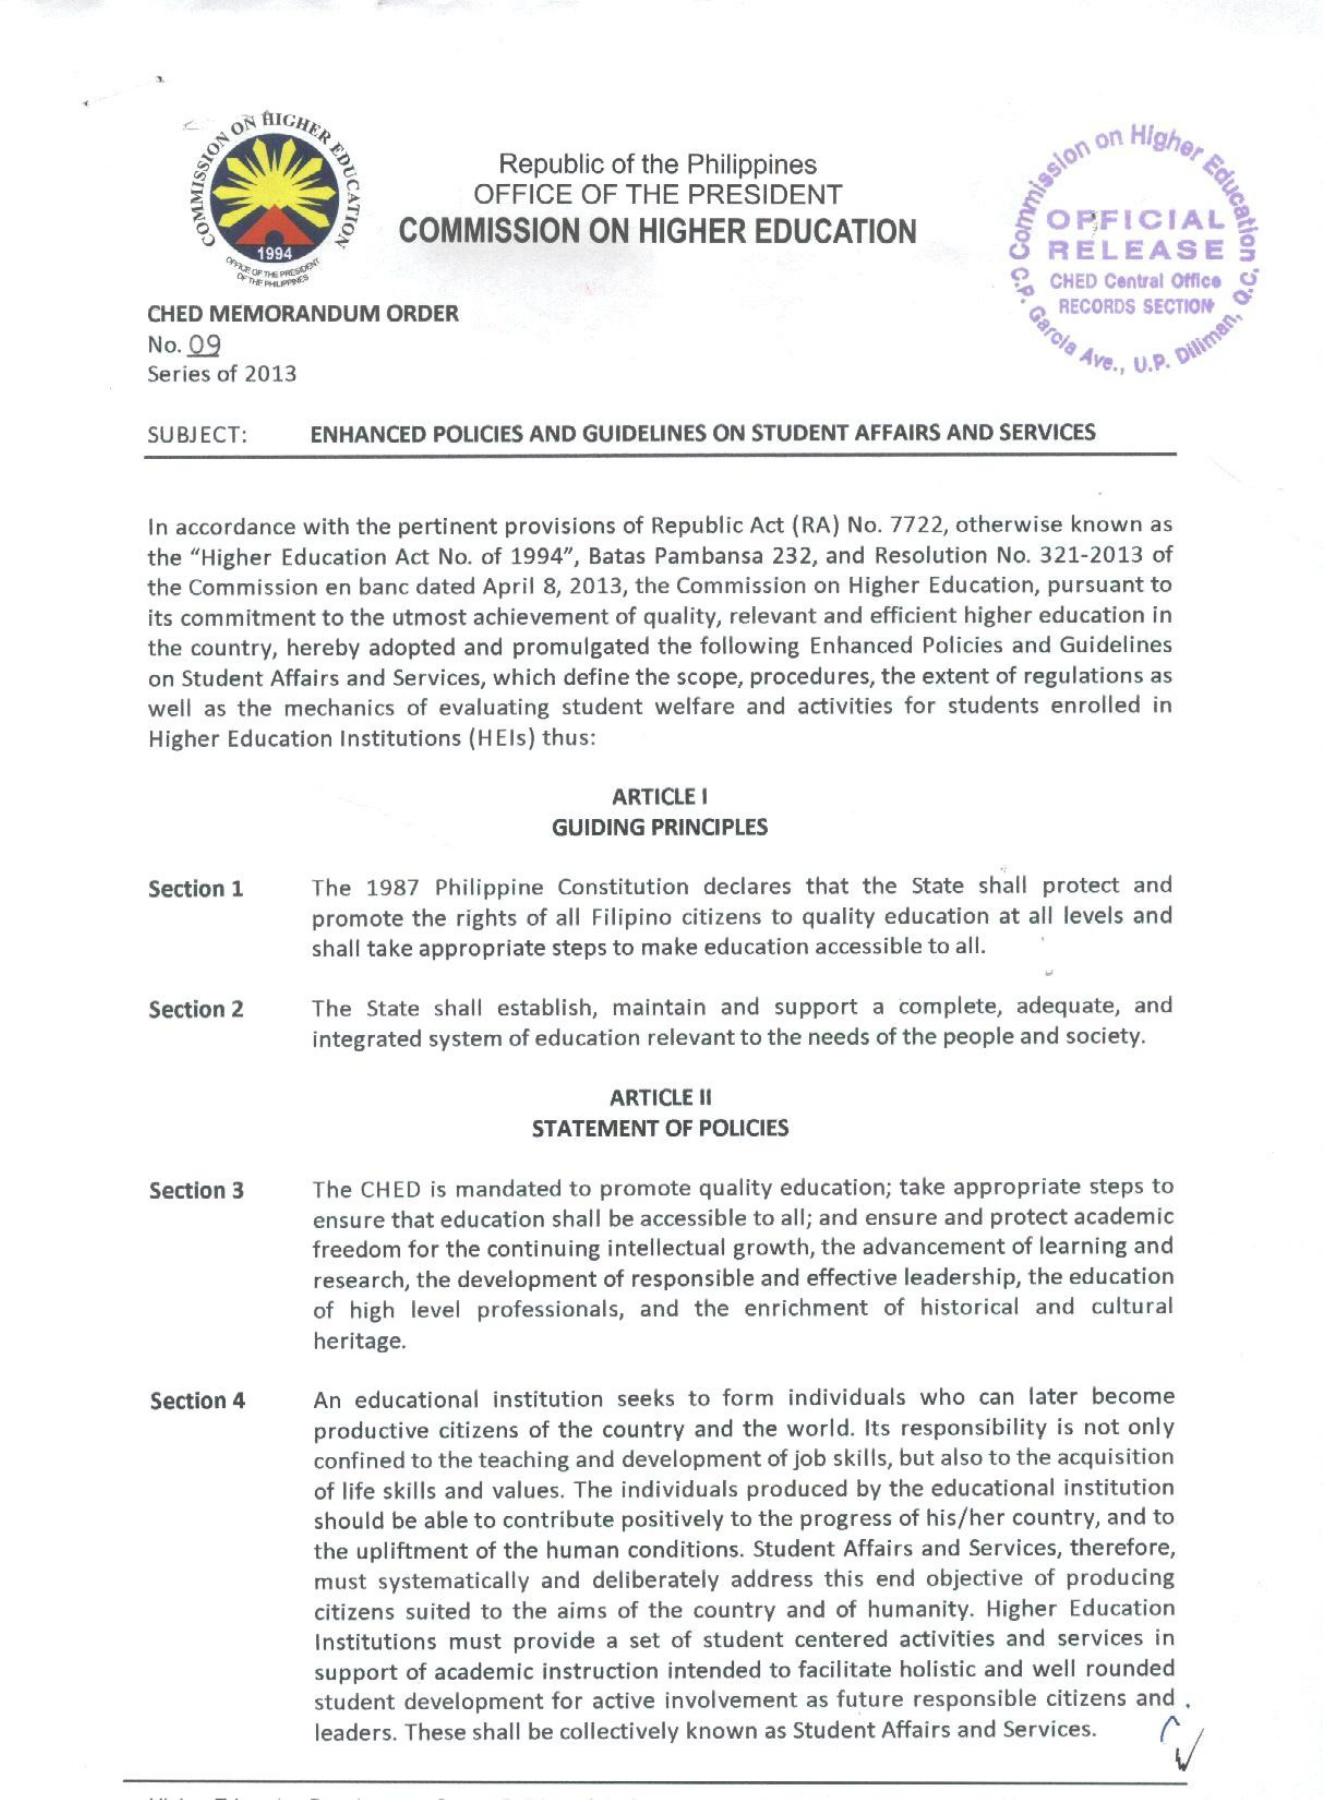 COMMISSION ON HIGHER EDUCATION
1994
OFFICE OF THE PRESIDENT
OF THE PHILIPPINES
Republic of the Philippines
OFFICE OF THE PRESIDENT
COMMISSION ON HIGHER EDUCATION
Commission on Higher Education
OFFICIAL
RELEASE
CHED Central Office
RECORDS SECTION
C.P. Garcia Ave., U.P. Diliman, Q.C.
CHED MEMORANDUM ORDER
No. 09
Series of 2013
SUBJECT: ENHANCED POLICIES AND GUIDELINES ON STUDENT AFFAIRS AND SERVICES
In accordance with the pertinent provisions of Republic Act (RA) No. 7722, otherwise known as
the “Higher Education Act No. of 1994”, Batas Pambansa 232, and Resolution No. 321-2013 of
the Commission en banc dated April 8, 2013, the Commission on Higher Education, pursuant to
its commitment to the utmost achievement of quality, relevant and efficient higher education in
the country, hereby adopted and promulgated the following Enhanced Policies and Guidelines
on Student Affairs and Services, which define the scope, procedures, the extent of regulations as
well as the mechanics of evaluating student welfare and activities for students enrolled in
Higher Education Institutions (HEIs) thus:
ARTICLE I
GUIDING PRINCIPLES
Section 1 The 1987 Philippine Constitution declares that the State shall protect and
promote the rights of all Filipino citizens to quality education at all levels and
shall take appropriate steps to make education accessible to all.
Section 2 The State shall establish, maintain and support a complete, adequate, and
integrated system of education relevant to the needs of the people and society.
ARTICLE II
STATEMENT OF POLICIES
Section 3 The CHED is mandated to promote quality education; take appropriate steps to
ensure that education shall be accessible to all; and ensure and protect academic
freedom for the continuing intellectual growth, the advancement of learning and
research, the development of responsible and effective leadership, the education
of high level professionals, and the enrichment of historical and cultural
heritage.
Section 4 An educational institution seeks to form individuals who can later become
productive citizens of the country and the world. Its responsibility is not only
confined to the teaching and development of job skills, but also to the acquisition
of life skills and values. The individuals produced by the educational institution
should be able to contribute positively to the progress of his/her country, and to
the upliftment of the human conditions. Student Affairs and Services, therefore,
must systematically and deliberately address this end objective of producing
citizens suited to the aims of the country and of humanity. Higher Education
Institutions must provide a set of student centered activities and services in
support of academic instruction intended to facilitate holistic and well rounded
student development for active involvement as future responsible citizens and
leaders. These shall be collectively known as Student Affairs and Services.